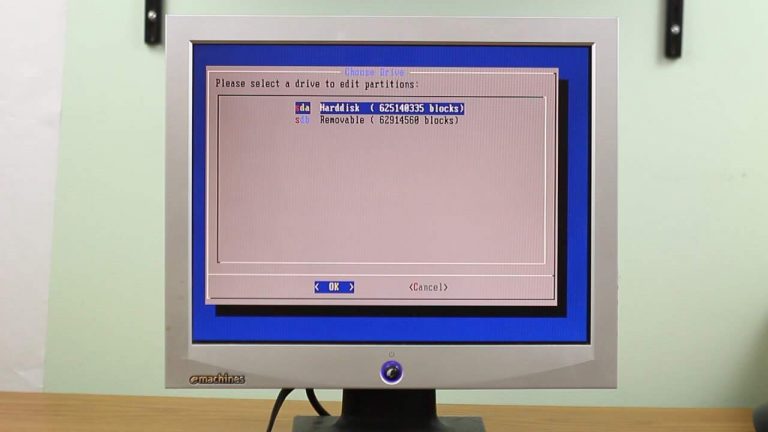 Choose Drive
Please select a drive to edit partitions:
sda Harddisk ( 625140335 blocks)
sdb Removable ( 62914560 blocks)
< OK > <Cancel>
emachines